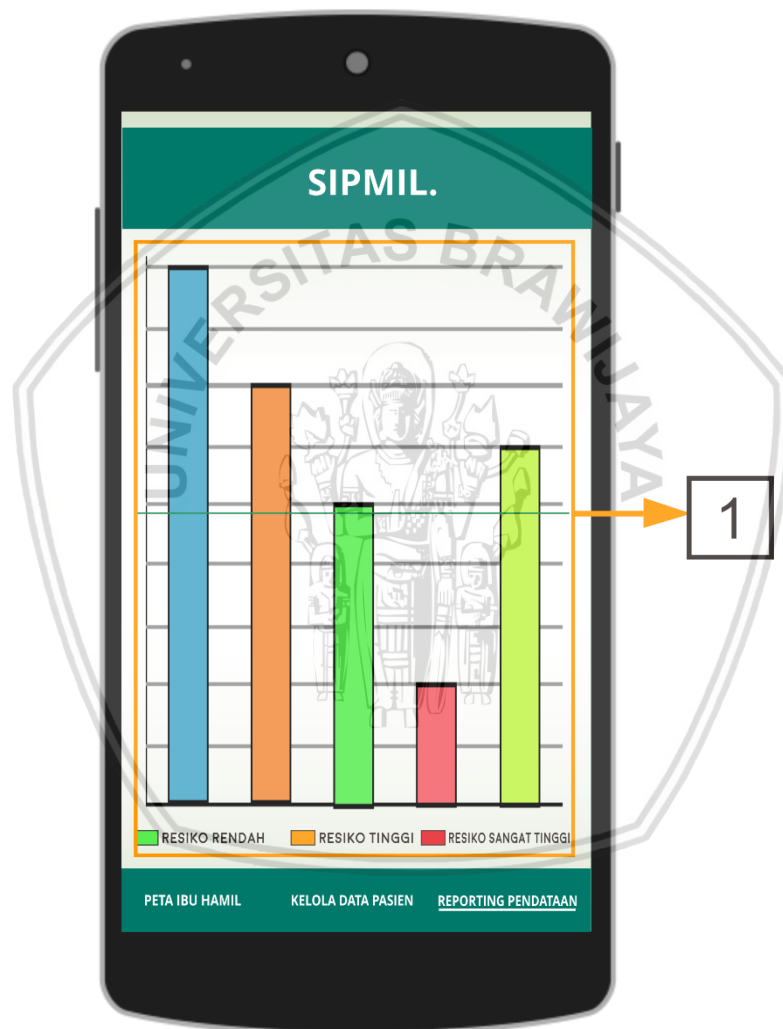 SIPMIL.
UNIVERSITAS BRAWIJAYA
1
RESIKO RENDAH
RESIKO TINGGI
RESIKO SANGAT TINGGI
PETA IBU HAMIL
KELOLA DATA PASIEN
REPORTING PENDATAAN